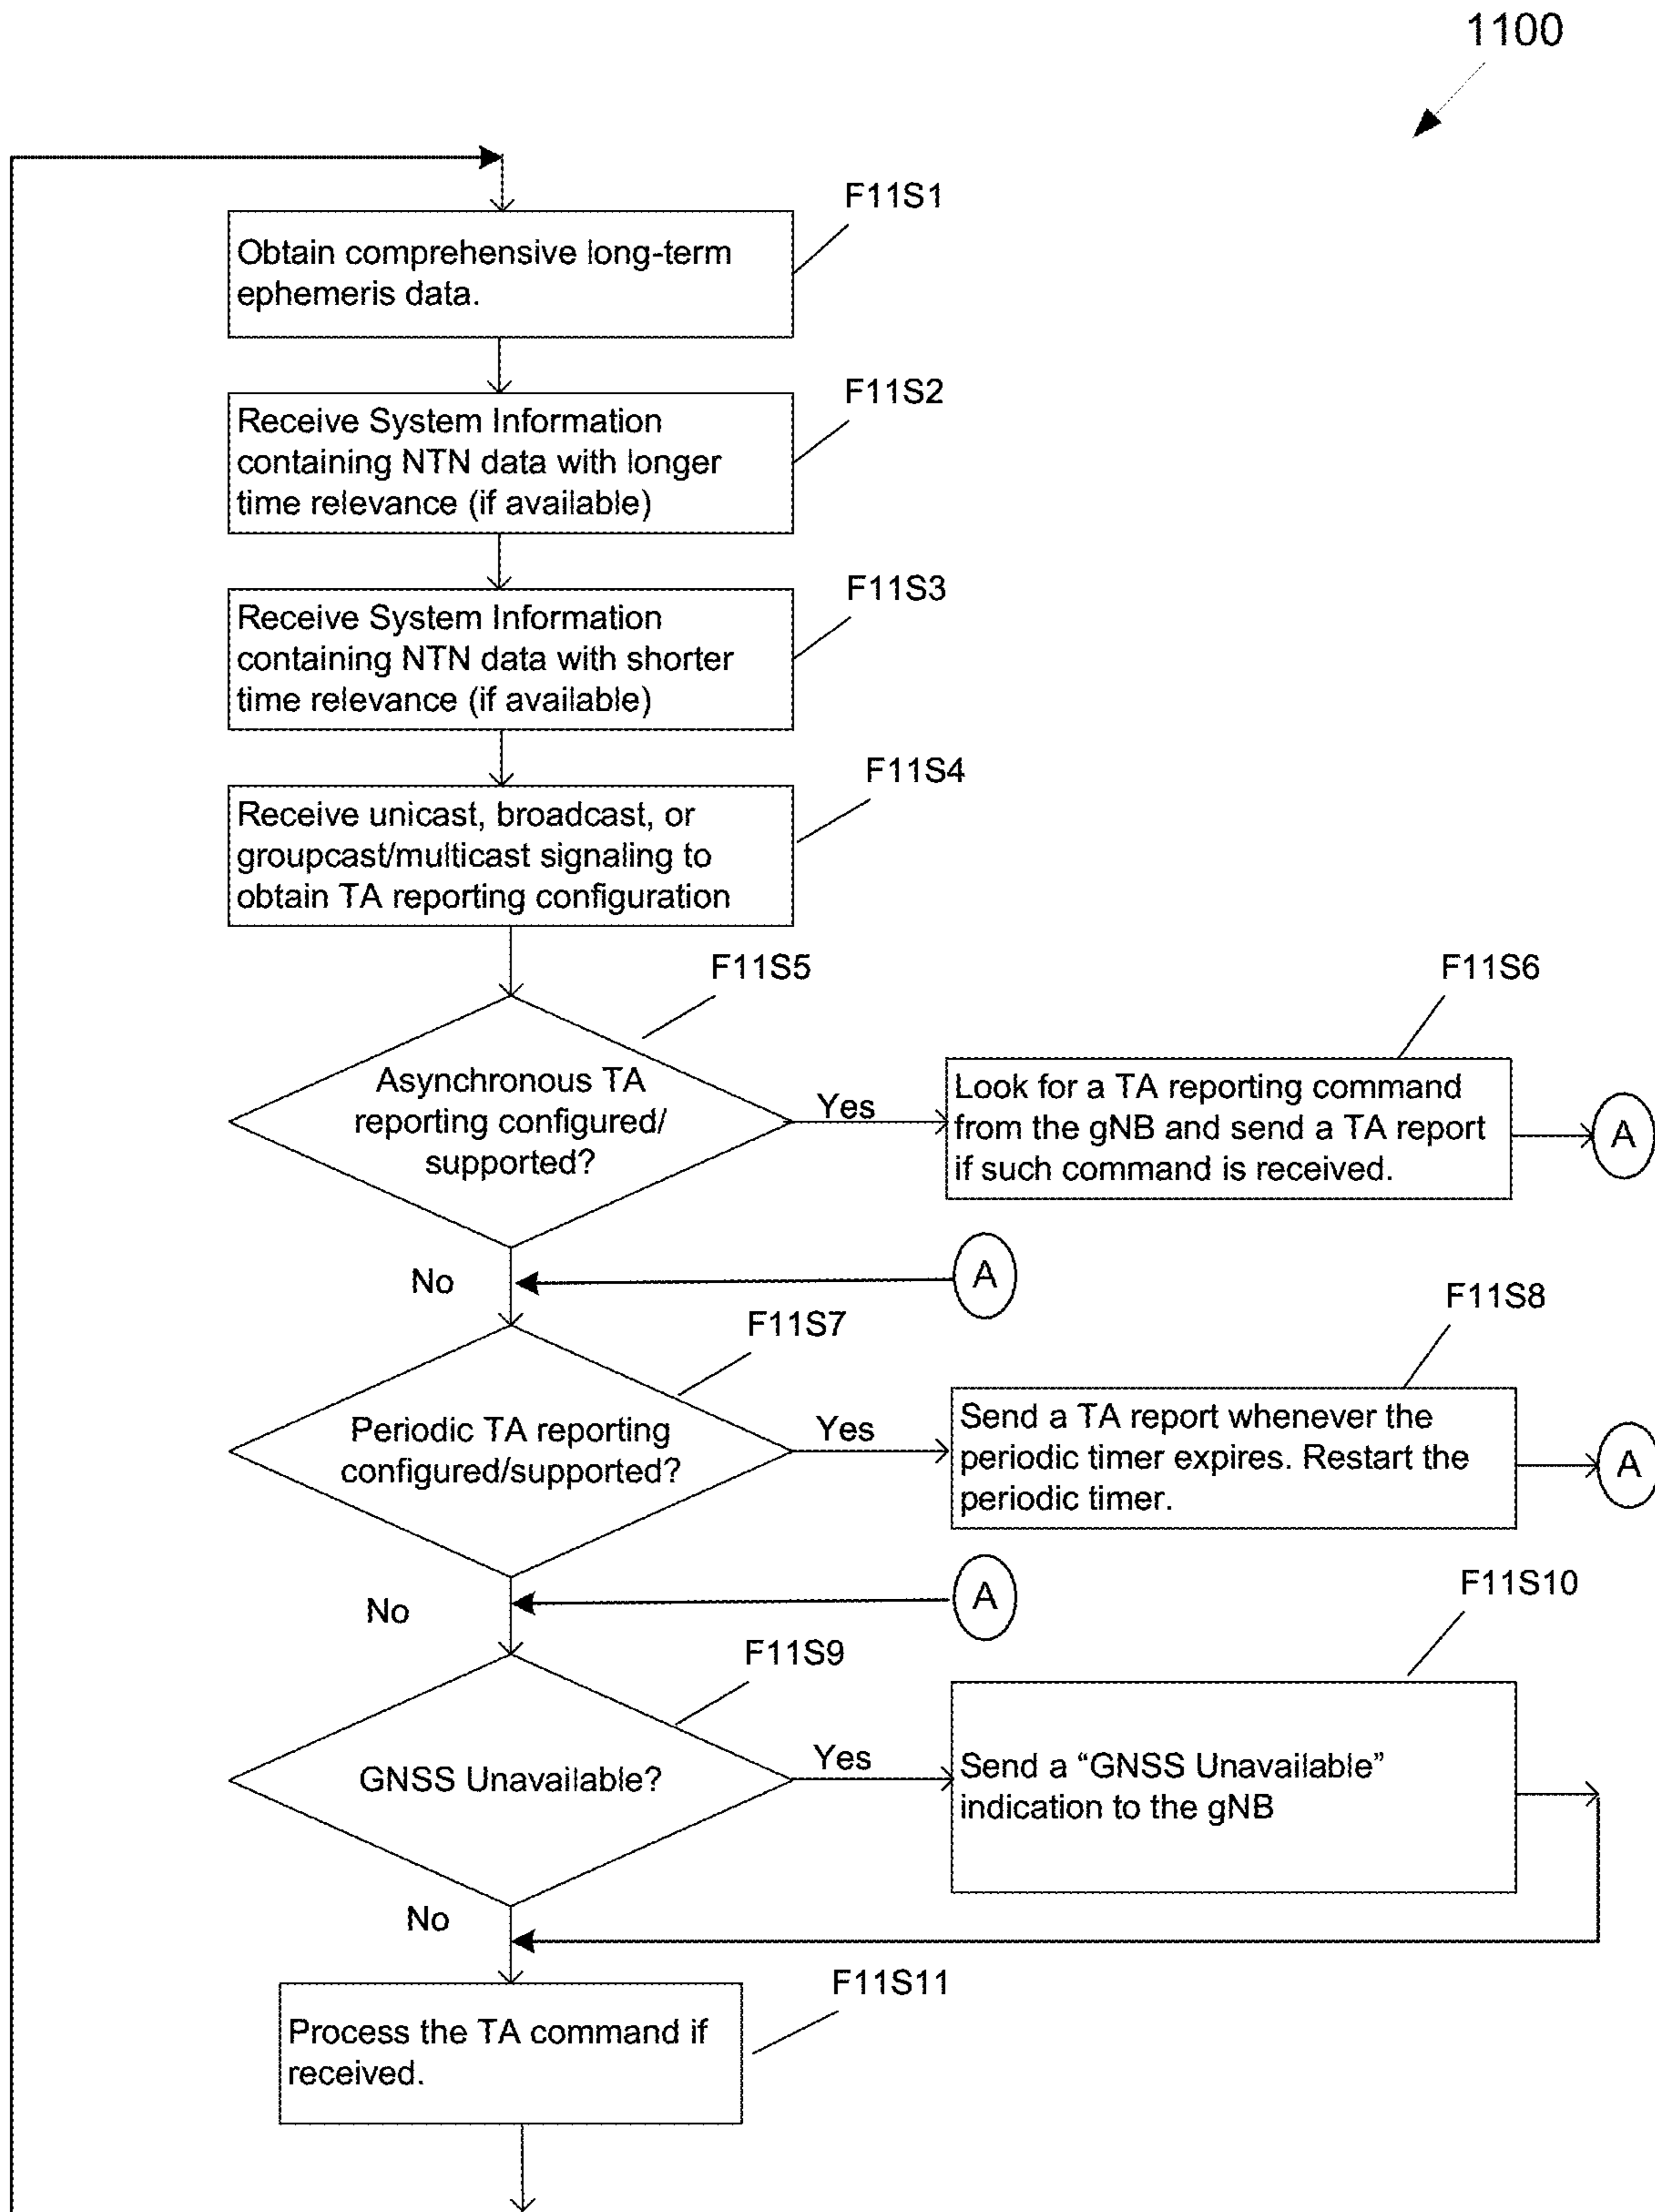 1100
F11S1
Obtain comprehensive long-term
ephemeris data.
F11S2
Receive System Information
containing NTN data with longer
time relevance (if available)
F11S3
Receive System Information
containing NTN data with shorter
time relevance (if available)
F11S4
Receive unicast, broadcast, or
groupcast/multicast signaling to
obtain TA reporting configuration
F11S5
Asynchronous TA
reporting configured/
supported?
Yes
F11S6
Look for a TA reporting command
from the gNB and send a TA report
if such command is received.
A
No
A
F11S7
Periodic TA reporting
configured/supported?
Yes
F11S8
Send a TA report whenever the
periodic timer expires. Restart the
periodic timer.
A
No
A
F11S9
GNSS Unavailable?
Yes
F11S10
Send a “GNSS Unavailable”
indication to the gNB
No
F11S11
Process the TA command if
received.